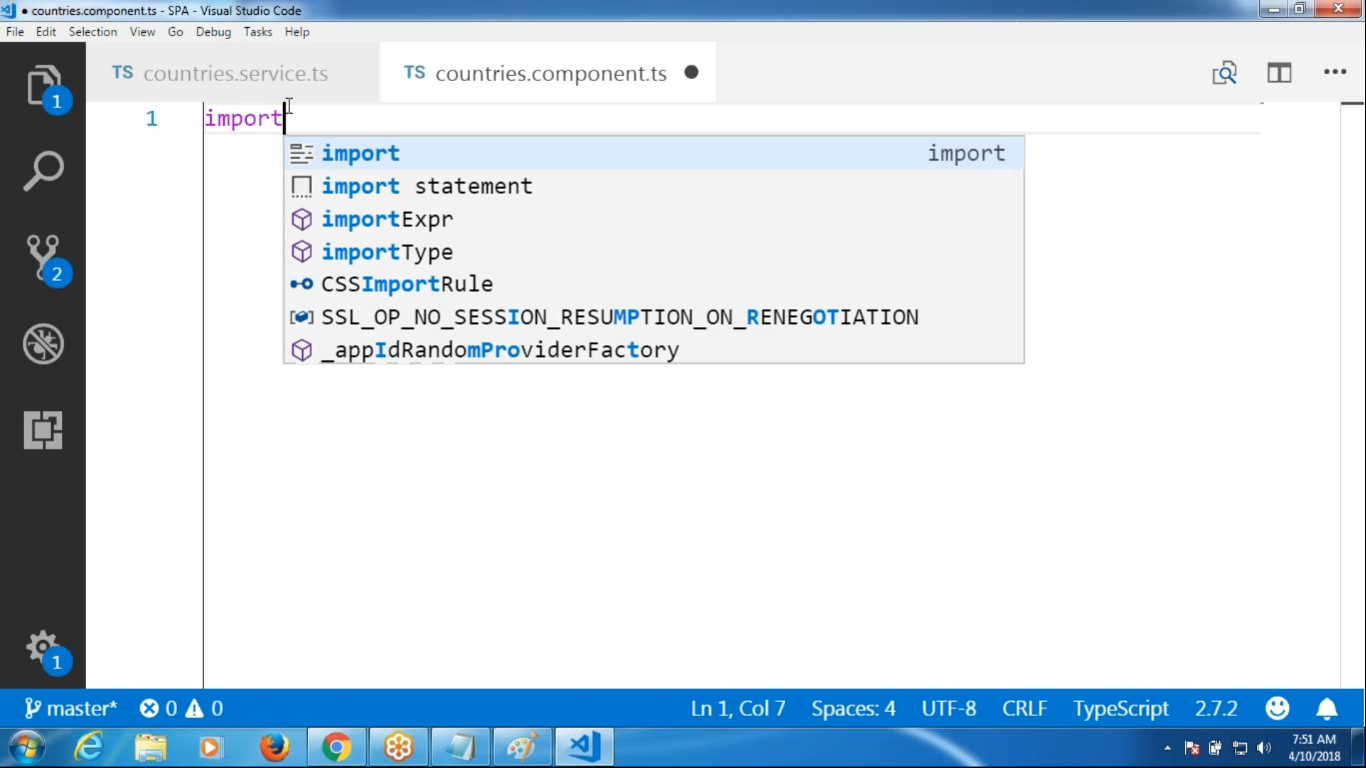 ● countries.component.ts - SPA - Visual Studio Code
File Edit Selection View Go Debug Tasks Help
TS countries.service.ts TS countries.component.ts ●
1
1 import
import import
import statement
importExpr
importType
CSSImportRule
SSL_OP_NO_SESSION_RESUMPTION_ON_RENEGOTIATION
_appIdRandomProviderFactory
2
1
master* 0 0 Ln 1, Col 7 Spaces: 4 UTF-8 CRLF TypeScript 2.7.2
7:51 AM
4/10/2018